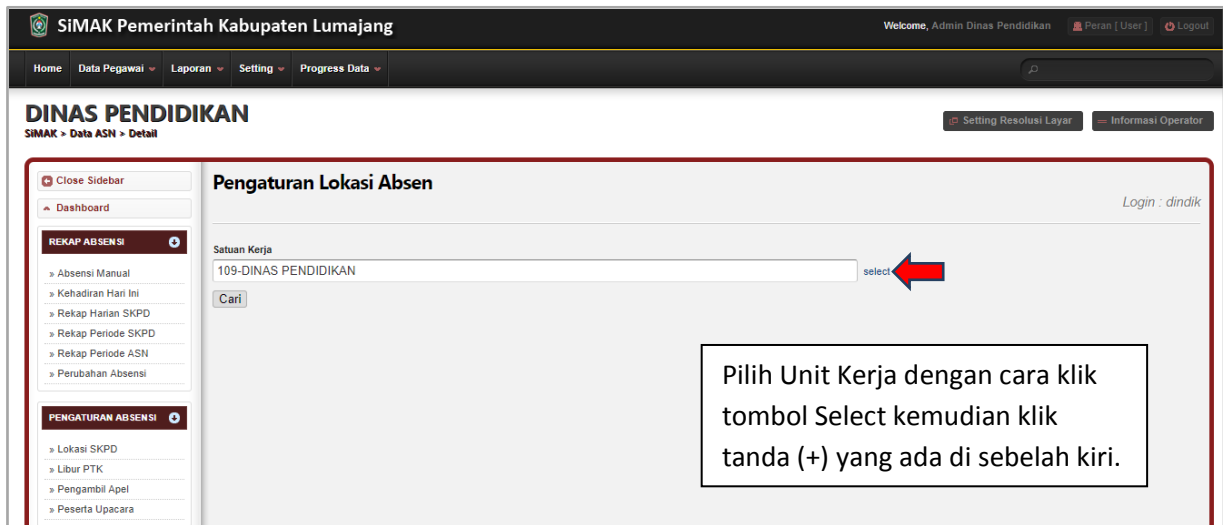 SiMAK Pemerintah Kabupaten Lumajang
Welcome, Admin Dinas Pendidikan
Peran [ User ]
Logout
Home
Data Pegawai
Laporan
Setting
Progress Data
DINAS PENDIDIKAN
SiMAK > Data ASN > Detail
Setting Resolusi Layar
Informasi Operator
Close Sidebar
Dashboard
REKAP ABSENSI
» Absensi Manual
» Kehadiran Hari Ini
» Rekap Harian SKPD
» Rekap Periode SKPD
» Rekap Periode ASN
» Perubahan Absensi
PENGATURAN ABSENSI
» Lokasi SKPD
» Libur PTK
» Pengambil Apel
» Peserta Upacara
Pengaturan Lokasi Absen
Login : dindik
Satuan Kerja
109-DINAS PENDIDIKAN
select
Cari
Pilih Unit Kerja dengan cara klik
tombol Select kemudian klik
tanda (+) yang ada di sebelah kiri.